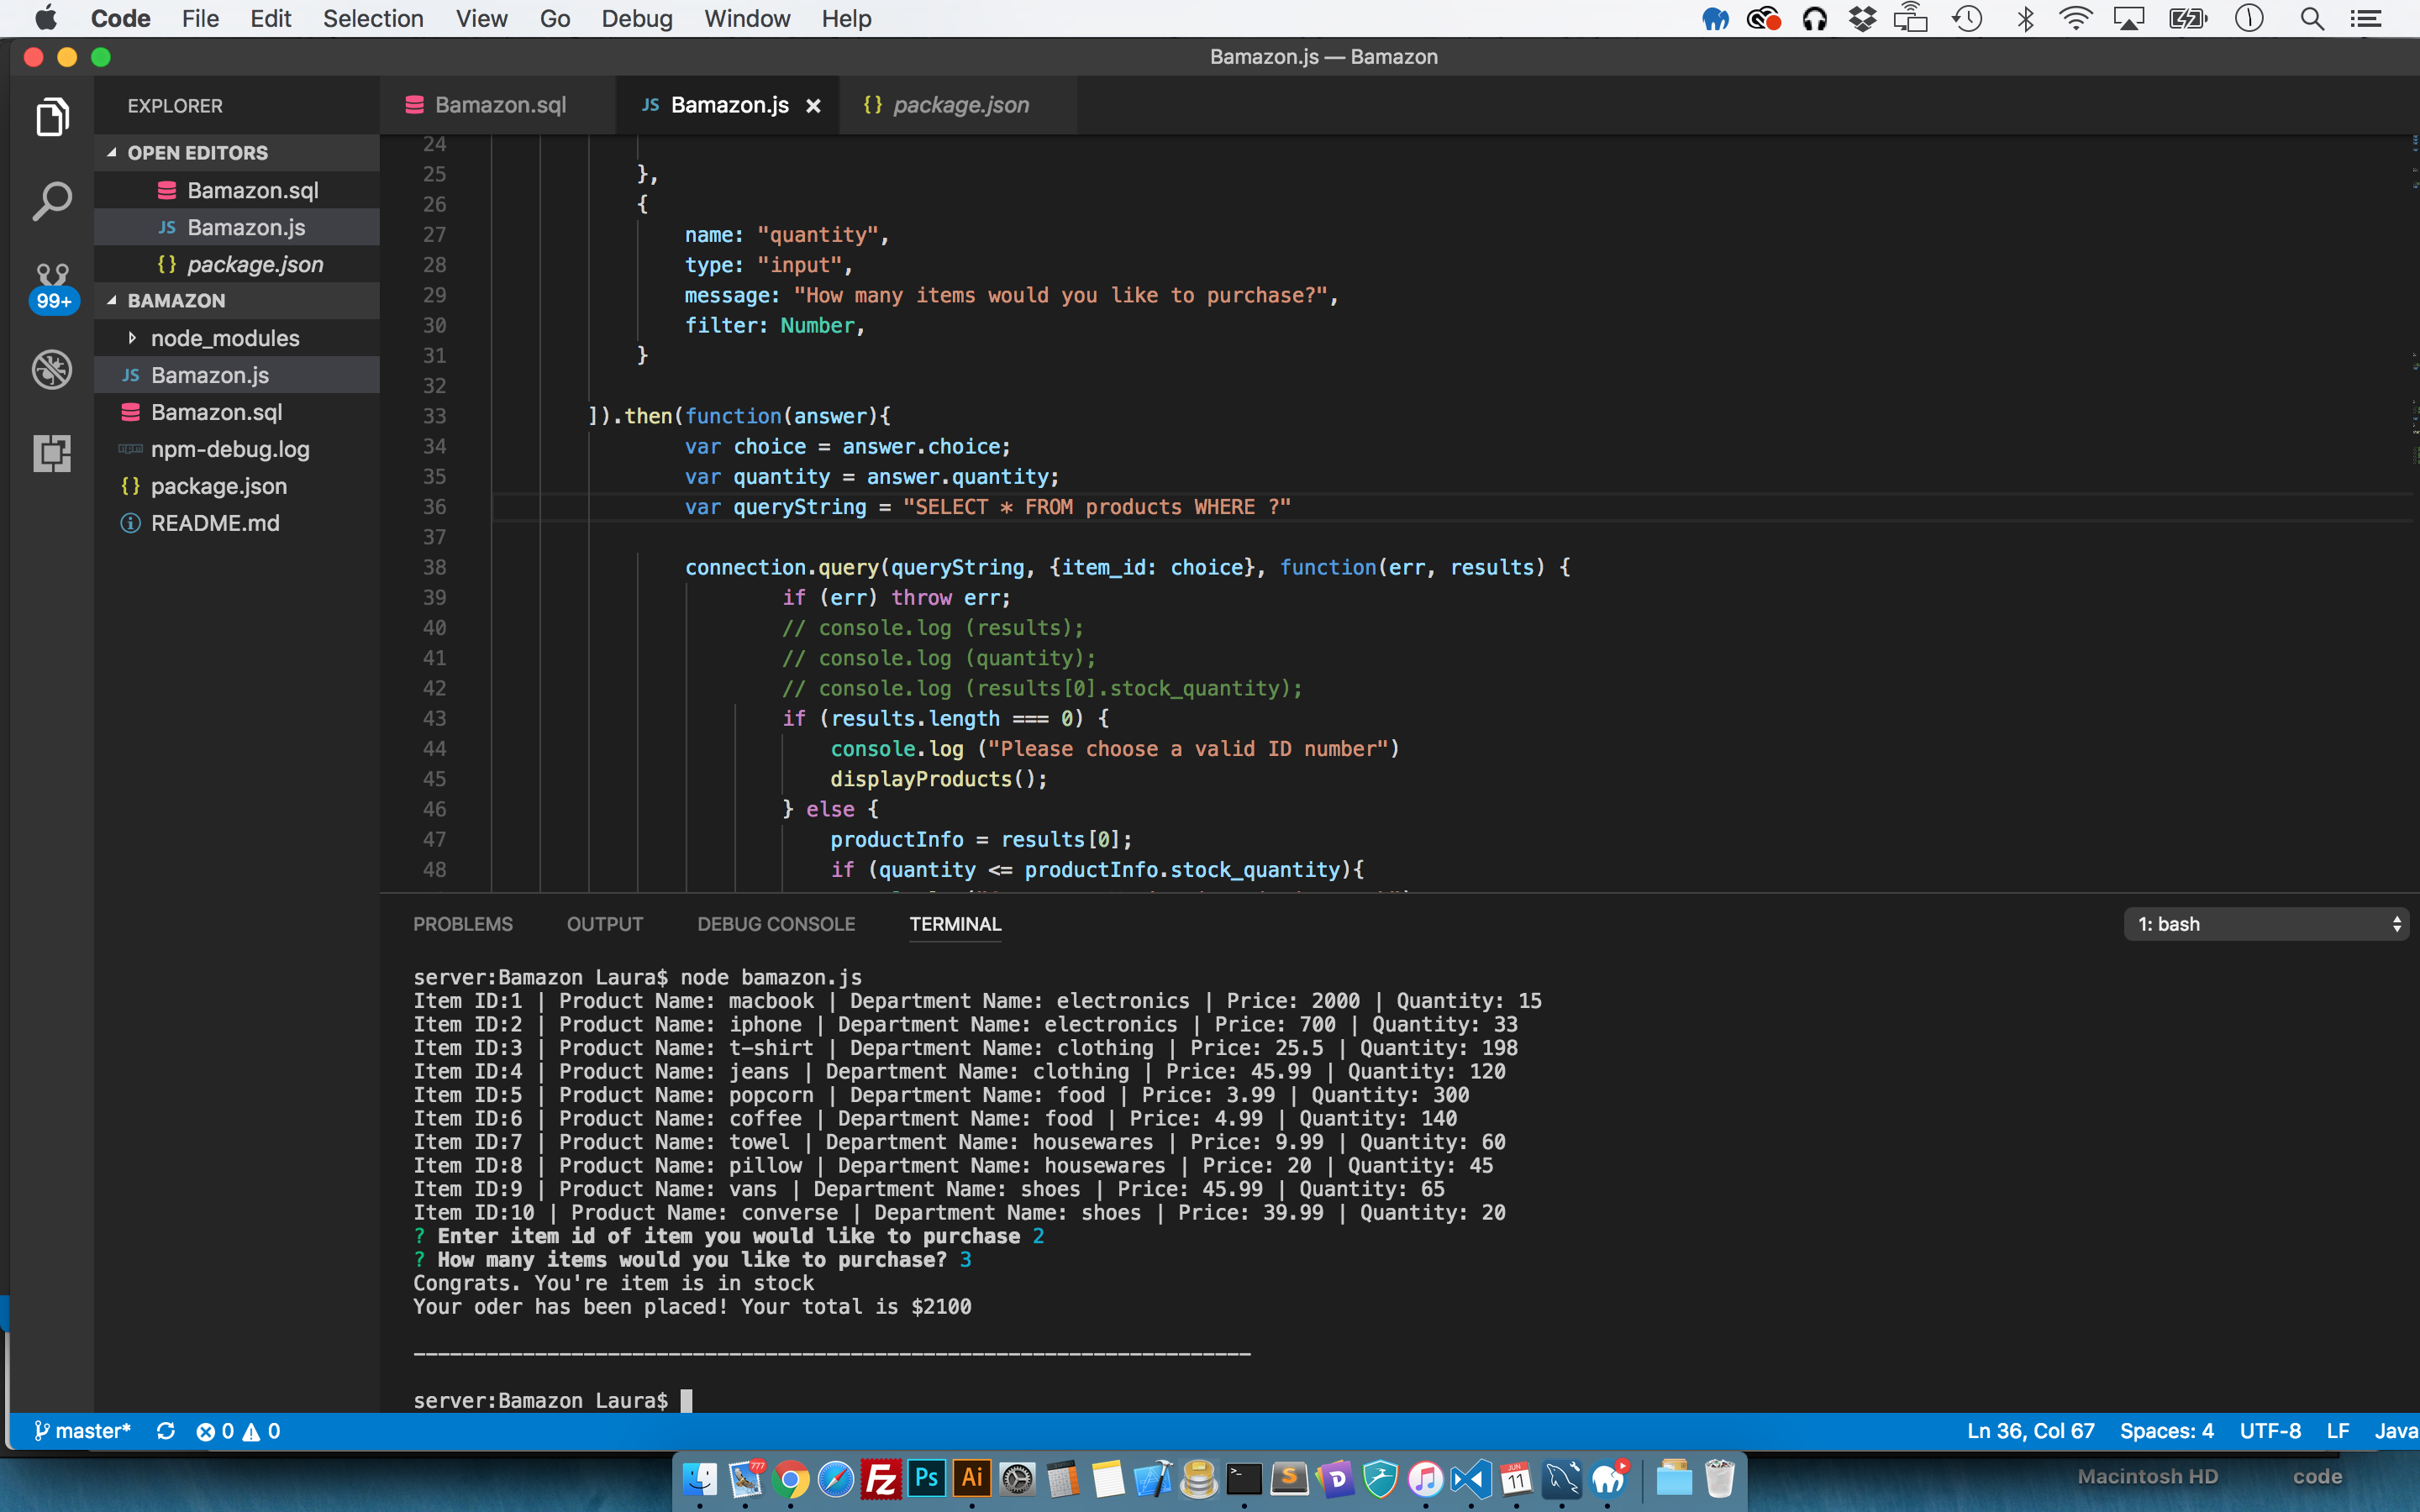 Code File Edit Selection View Go Debug Window Help
Bamazon.js — Bamazon
EXPLORER
OPEN EDITORS
Bamazon.sql
JS Bamazon.js
{} package.json
99+
BAMAZON
node_modules
JS Bamazon.js
Bamazon.sql
npm-debug.log
{} package.json
README.md
Bamazon.sql JS Bamazon.js × {} package.json
24
25 },
26 {
27 name: "quantity",
28 type: "input",
29 message: "How many items would you like to purchase?",
30 filter: Number,
31 }
32
33 ]).then(function(answer){
34 var choice = answer.choice;
35 var quantity = answer.quantity;
36 var queryString = "SELECT * FROM products WHERE ?"
37
38 connection.query(queryString, {item_id: choice}, function(err, results) {
39 if (err) throw err;
40 // console.log (results);
41 // console.log (quantity);
42 // console.log (results[0].stock_quantity);
43 if (results.length === 0) {
44 console.log ("Please choose a valid ID number")
45 displayProducts();
46 } else {
47 productInfo = results[0];
48 if (quantity <= productInfo.stock_quantity){
PROBLEMS OUTPUT DEBUG CONSOLE TERMINAL 1: bash
server:Bamazon Laura$ node bamazon.js
Item ID:1 | Product Name: macbook | Department Name: electronics | Price: 2000 | Quantity: 15
Item ID:2 | Product Name: iphone | Department Name: electronics | Price: 700 | Quantity: 33
Item ID:3 | Product Name: t-shirt | Department Name: clothing | Price: 25.5 | Quantity: 198
Item ID:4 | Product Name: jeans | Department Name: clothing | Price: 45.99 | Quantity: 120
Item ID:5 | Product Name: popcorn | Department Name: food | Price: 3.99 | Quantity: 300
Item ID:6 | Product Name: coffee | Department Name: food | Price: 4.99 | Quantity: 140
Item ID:7 | Product Name: towel | Department Name: housewares | Price: 9.99 | Quantity: 60
Item ID:8 | Product Name: pillow | Department Name: housewares | Price: 20 | Quantity: 45
Item ID:9 | Product Name: vans | Department Name: shoes | Price: 45.99 | Quantity: 65
Item ID:10 | Product Name: converse | Department Name: shoes | Price: 39.99 | Quantity: 20
? Enter item id of item you would like to purchase 2
? How many items would you like to purchase? 3
Congrats. You're item is in stock
Your oder has been placed! Your total is $2100
_____________________________________________________________________
server:Bamazon Laura$
master* 0 0 Ln 36, Col 67 Spaces: 4 UTF-8 LF Java
777 Fz Ps Ai S D JUN 11
Macintosh HD code